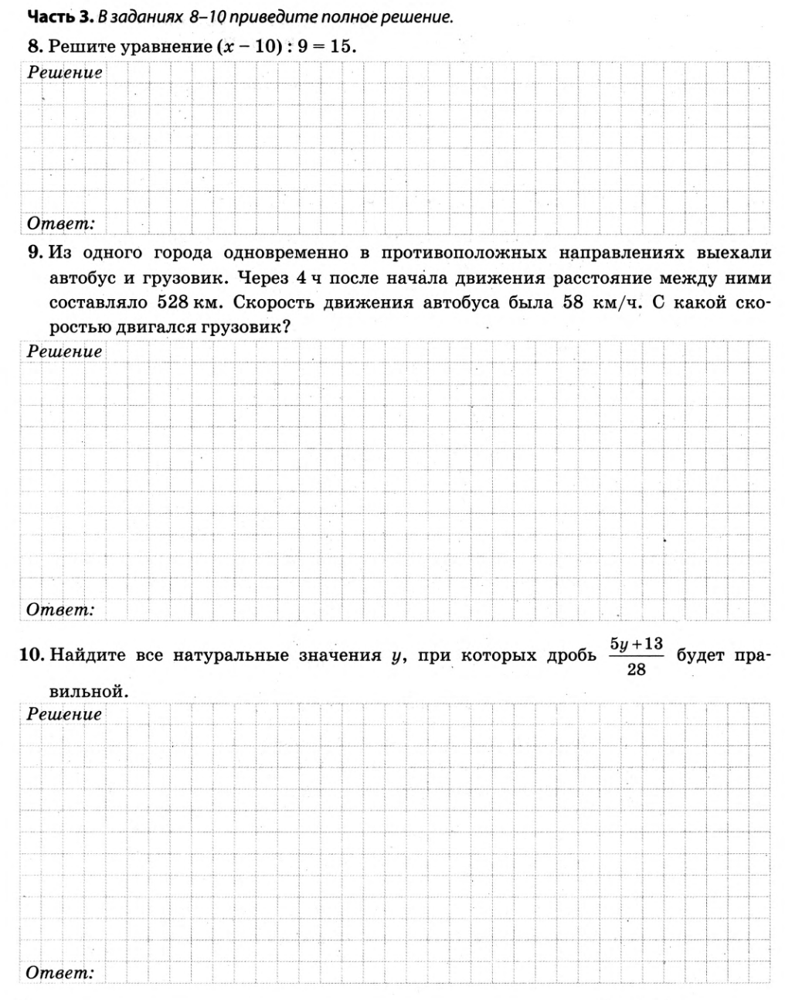 Часть 3. В заданиях 8–10 приведите полное решение.
8. Решите уравнение (x − 10) : 9 = 15.
Решение
Ответ:
9. Из одного города одновременно в противоположных направлениях выехали
автобус и грузовик. Через 4 ч после начала движения расстояние между ними
составляло 528 км. Скорость движения автобуса была 58 км/ч. С какой ско-
ростью двигался грузовик?
Решение
Ответ:
10. Найдите все натуральные значения y, при которых дробь (5y + 13)/28 будет пра-
вильной.
Решение
Ответ: